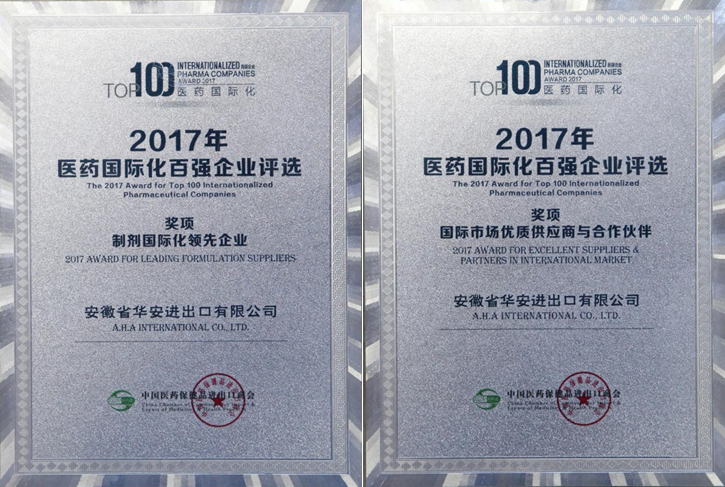 TOP 100 INTERNATIONALIZED
PHARMA COMPANIES
AWARD 2017
医药国际化
2017年
医药国际化百强企业评选
The 2017 Award for Top 100 Internationalized
Pharmaceutical Companies
奖项
制剂国际化领先企业
2017 AWARD FOR LEADING FORMULATION SUPPLIERS
安徽省华安进出口有限公司
A.H.A INTERNATIONAL CO., LTD.
中国医药保健品进出口商会
China Chamber of
TOP 100 INTERNATIONALIZED
PHARMA COMPANIES
AWARD 2017
医药国际化
2017年
医药国际化百强企业评选
The 2017 Award for Top 100 Internationalized
Pharmaceutical Companies
奖项
国际市场优质供应商与合作伙伴
2017 AWARD FOR EXCELLENT SUPPLIERS &
PARTNERS IN INTERNATIONAL MARKET
安徽省华安进出口有限公司
A.H.A INTERNATIONAL CO., LTD.
中国医药保健品进出口商会
China Chamber of